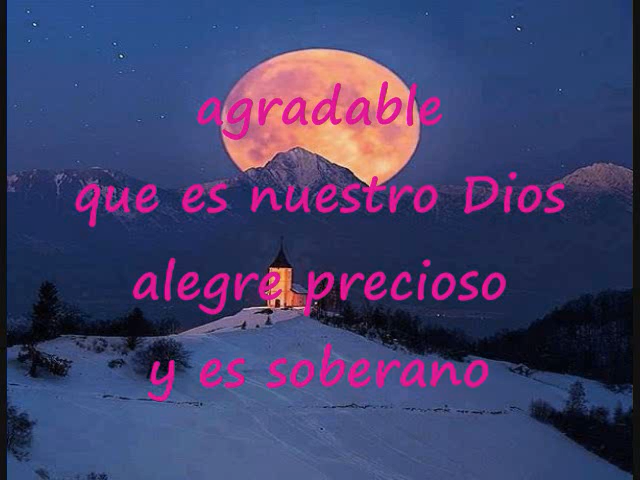 agradable
que es nuestro Dios
alegre precioso
y es soberano